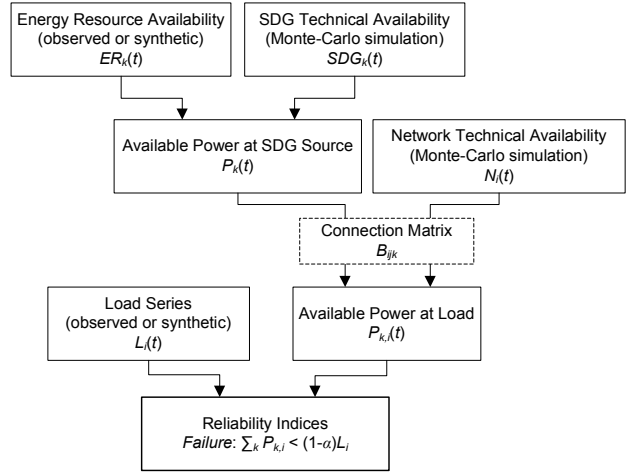 Energy Resource Availability
(observed or synthetic)
ERk(t)
SDG Technical Availability
(Monte-Carlo simulation)
SDGk(t)
Available Power at SDG Source
Pk(t)
Network Technical Availability
(Monte-Carlo simulation)
Ni(t)
Connection Matrix
Bijk
Load Series
(observed or synthetic)
Li(t)
Available Power at Load
Pk,i(t)
Reliability Indices
Failure: ∑k Pk,i < (1-α)Li